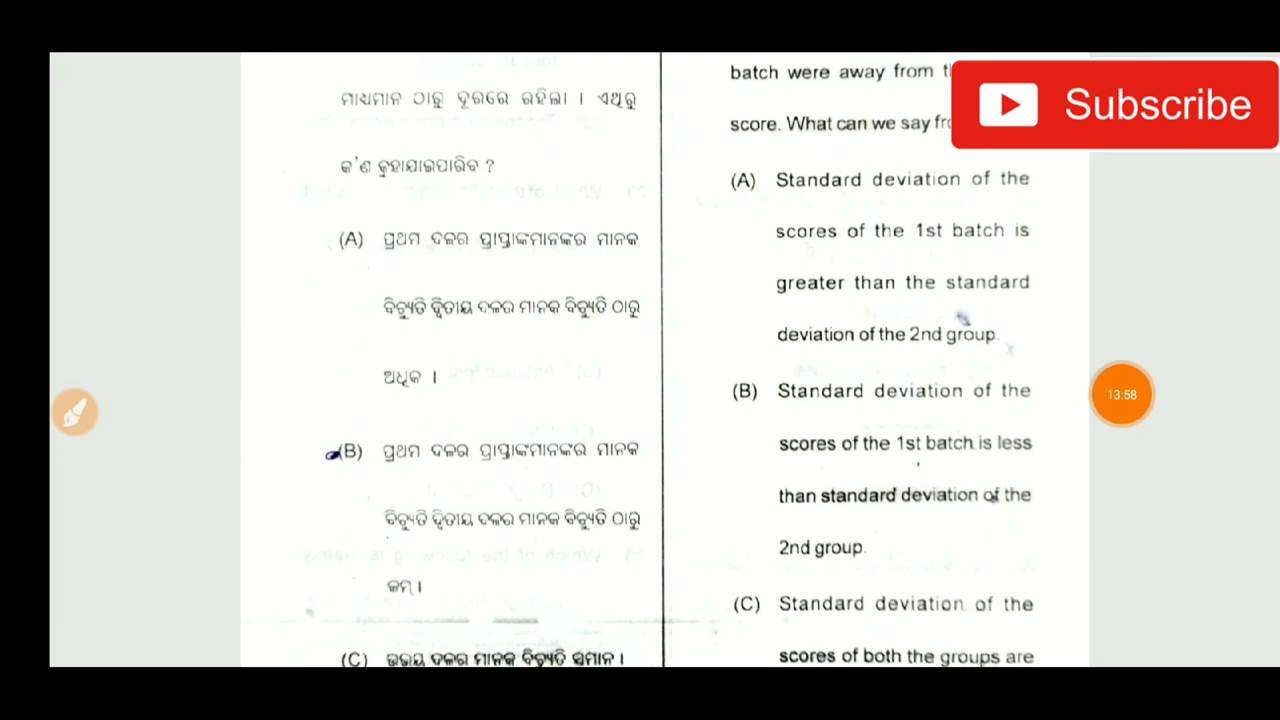 ମାଧ୍ୟମାନ ଠାରୁ ଦୂରରେ ରହିଲା । ଏଥିରୁ
କ'ଣ କୁହାଯାଇପାରିବ ?
(A) ପ୍ରଥମ ଦଳର ପ୍ରାପ୍ତାଙ୍କମାନଙ୍କର ମାନକ
ବିଚ୍ୟୁତି ଦ୍ୱିତୀୟ ଦଳର ମାନକ ବିଚ୍ୟୁତି ଠାରୁ
ଅଧିକ ।
(B) ପ୍ରଥମ ଦଳର ପ୍ରାପ୍ତାଙ୍କମାନଙ୍କର ମାନକ
ବିଚ୍ୟୁତି ଦ୍ୱିତୀୟ ଦଳର ମାନକ ବିଚ୍ୟୁତି ଠାରୁ
କମ୍ ।
(C) ଉଭୟ ଦଳର ମାନକ ବିଚ୍ୟୁତି ସମାନ ।
batch were away from
score. What can we say
(A) Standard deviation of the
scores of the 1st batch is
greater than the standard
deviation of the 2nd group.
(B) Standard deviation of the
scores of the 1st batch is less
than standard deviation of the
2nd group.
(C) Standard deviation of the
scores of both the groups are
Subscribe
13:58